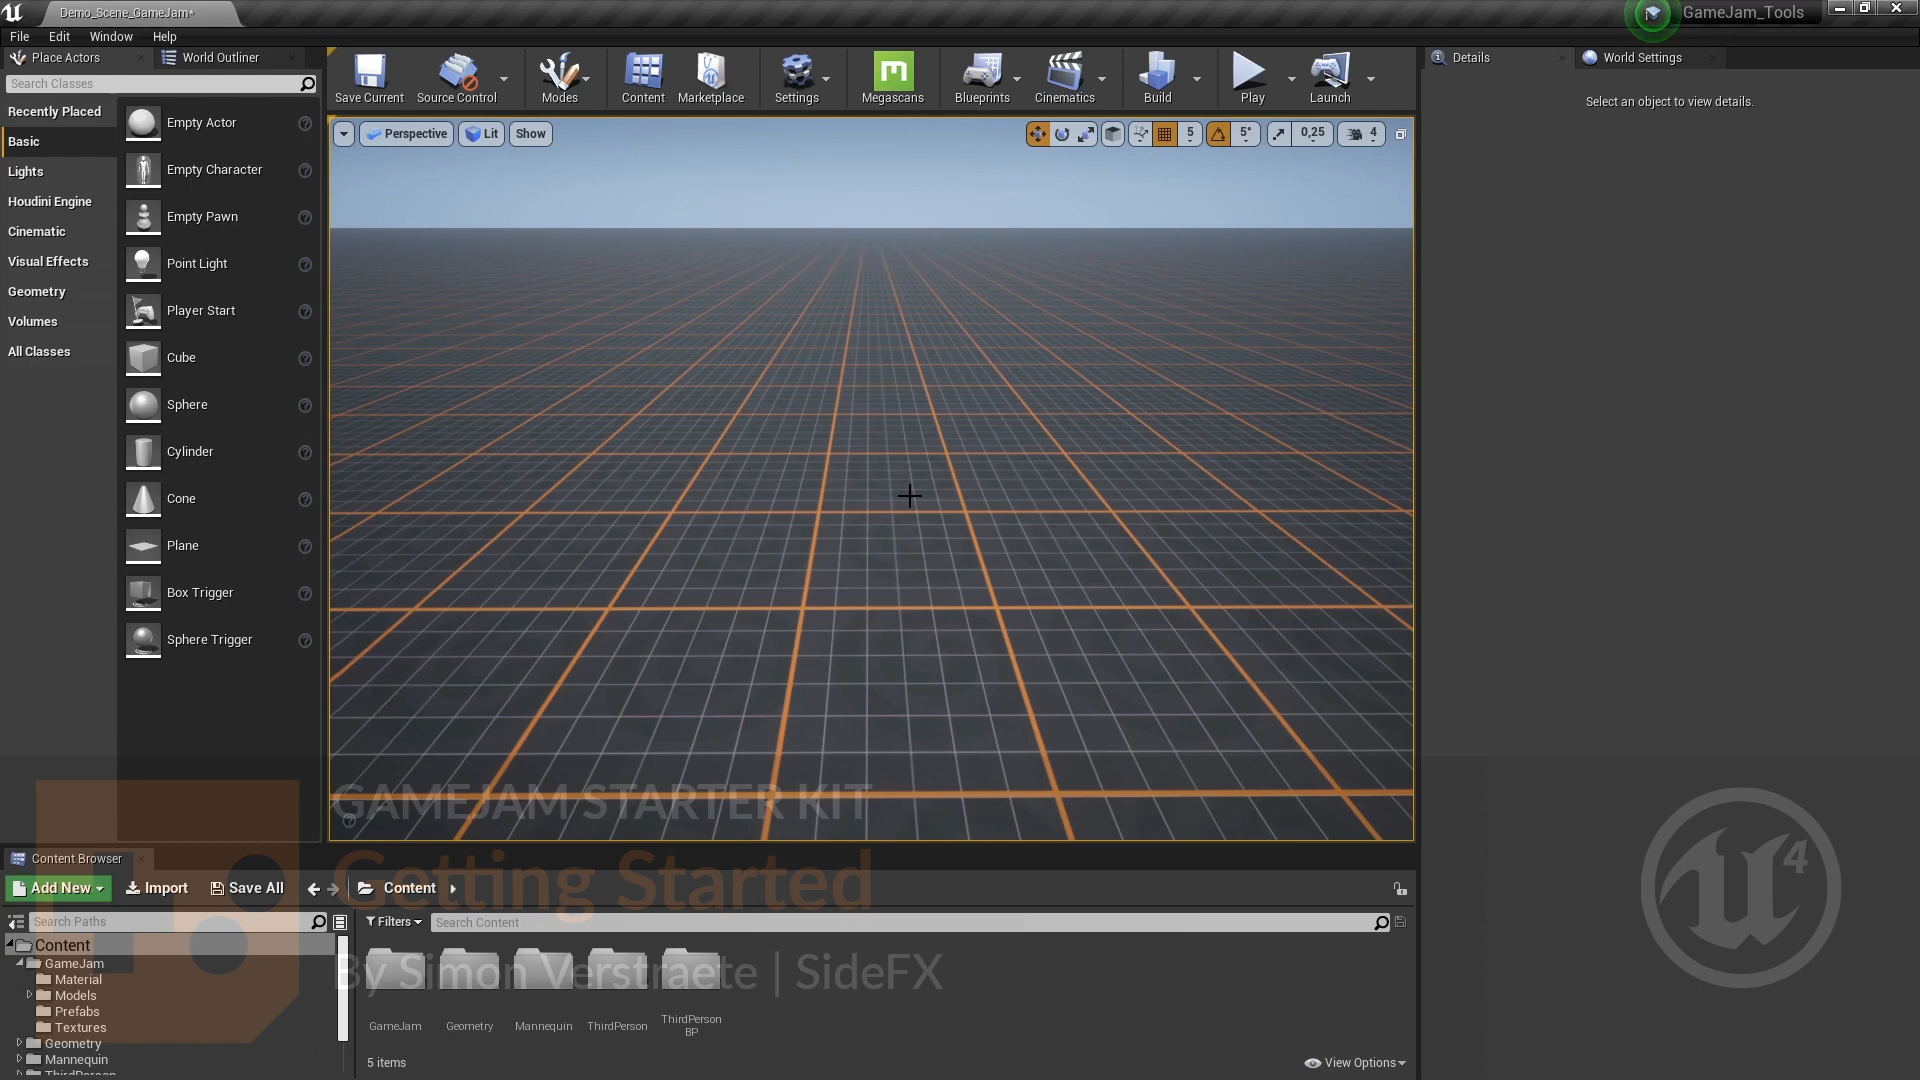 Demo_Scene_GameJam*
GameJam_Tools
File Edit Window Help
Place Actors
World Outliner
Search Classes
Recently Placed
Basic
Lights
Houdini Engine
Cinematic
Visual Effects
Geometry
Volumes
All Classes
Empty Actor
Empty Character
Empty Pawn
Point Light
Player Start
Cube
Sphere
Cylinder
Cone
Plane
Box Trigger
Sphere Trigger
Save Current
Source Control
Modes
Content
Marketplace
Settings
Megascans
Blueprints
Cinematics
Build
Play
Launch
Perspective
Lit
Show
5
5°
0,25
4
Details
World Settings
Select an object to view details.
GAMEJAM STARTER KIT
Getting Started
By Simon Verstraete | SideFX
Content Browser
Add New
Import
Save All
Content
Search Paths
Filters
Search Content
Content
GameJam
Material
Models
Prefabs
Textures
Geometry
Mannequin
ThirdPerson
GameJam
Geometry
Mannequin
ThirdPerson
ThirdPerson
BP
5 items
View Options
4